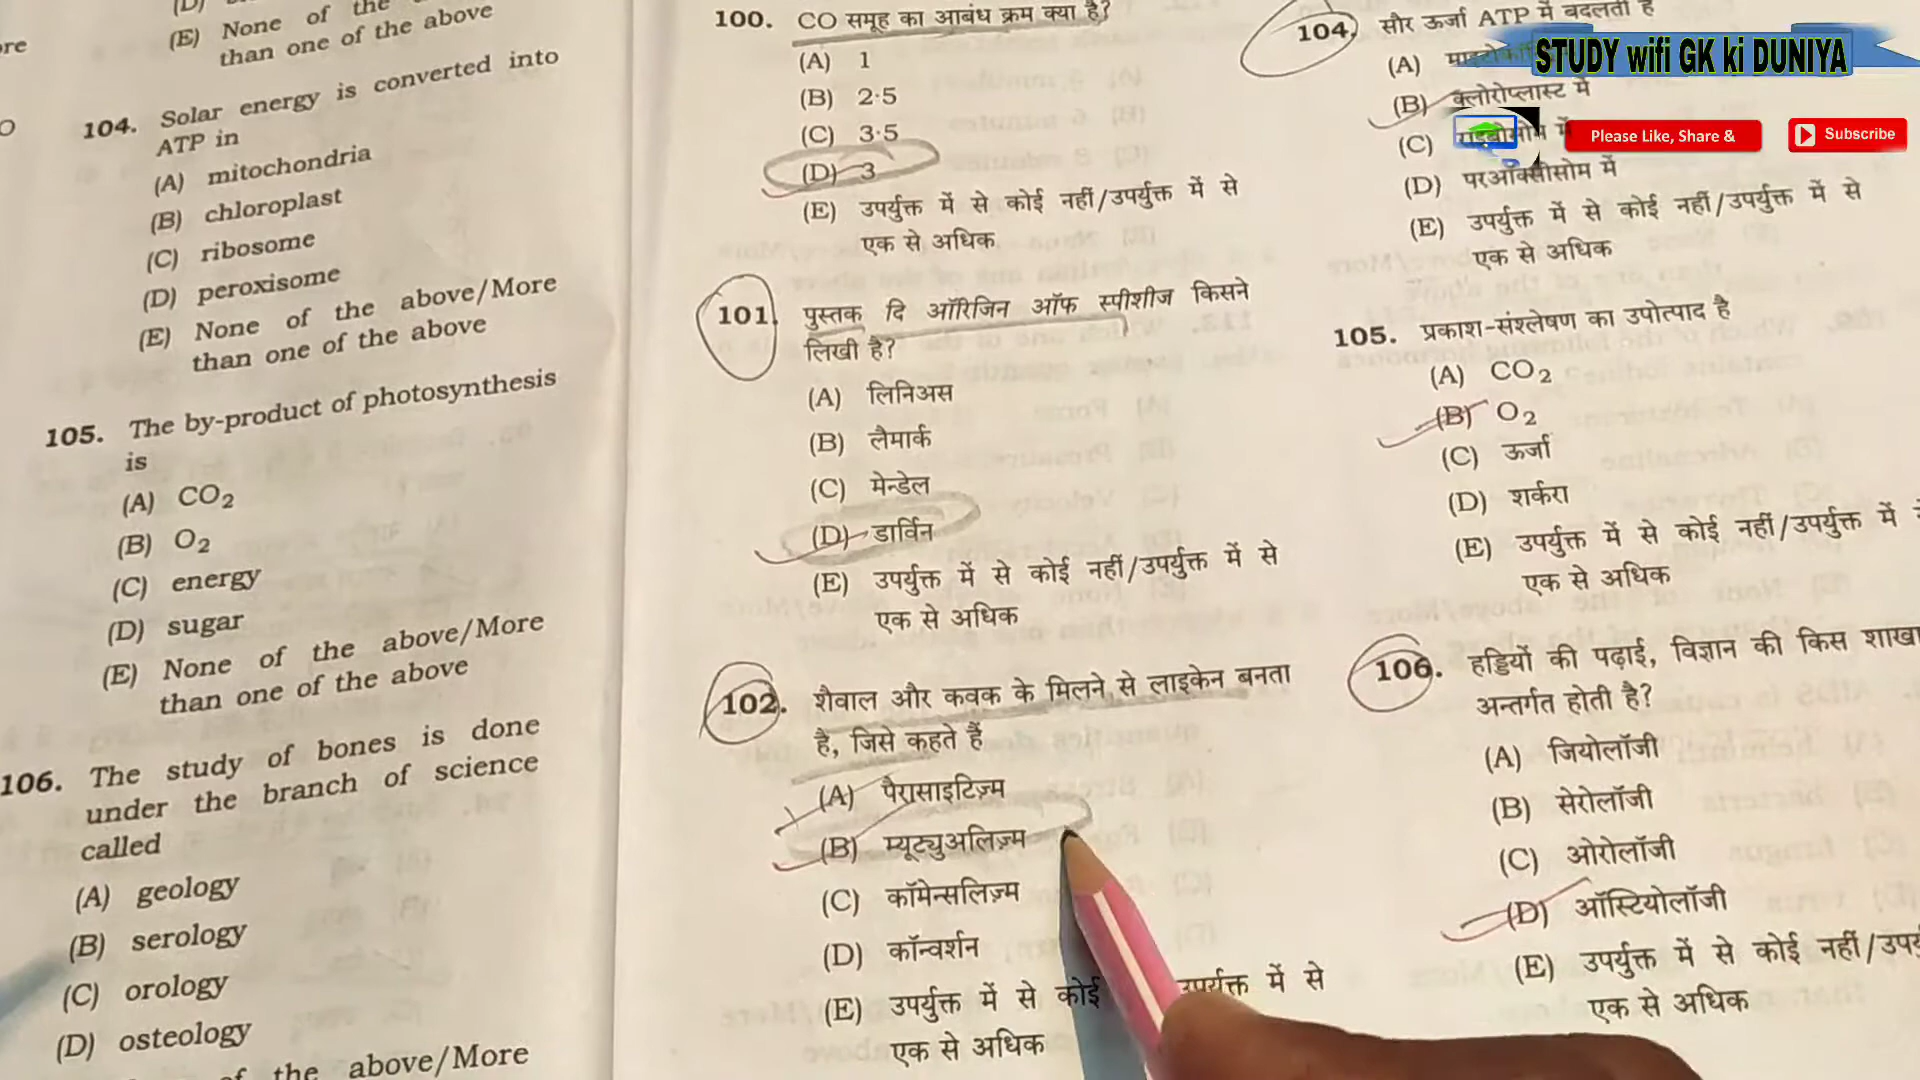 re
(E) None of the
than one of the above
104. Solar energy is converted into
ATP in
(A) mitochondria
(B) chloroplast
(C) ribosome
(D) peroxisome
(E) None of the above/More
than one of the above
105. The by-product of photosynthesis
is
(A) CO₂
(B) O₂
(C) energy
(D) sugar
(E) None of the above/More
than one of the above
106. The study of bones is done
under the branch of science
called
(A) geology
(B) serology
(C) orology
(D) osteology
of the above/More
100. CO समूह का आबंध क्रम क्या है?
(A) 1
(B) 2·5
(C) 3·5
(D) 3
(E) उपर्युक्त में से कोई नहीं/उपर्युक्त में से
एक से अधिक
101. पुस्तक दि ऑरिजिन ऑफ स्पीशीज किसने
लिखी है?
(A) लिनिअस
(B) लैमार्क
(C) मेन्डेल
(D) डार्विन
(E) उपर्युक्त में से कोई नहीं/उपर्युक्त में से
एक से अधिक
102. शैवाल और कवक के मिलने से लाइकेन बनता
है, जिसे कहते हैं
(A) पैरासाइटिज़्म
(B) म्यूट्युअलिज़्म
(C) कॉमेन्सलिज़्म
(D) कॉन्वर्शन
(E) उपर्युक्त में से कोई उपर्युक्त में से
एक से अधिक
104. सौर ऊर्जा ATP में बदलती है
(A)
(B) क्लोरोप्लास्ट में
(C) राइबोसोम में
(D) परऑक्सीसोम में
(E) उपर्युक्त में से कोई नहीं/उपर्युक्त में से
एक से अधिक
105. प्रकाश-संश्लेषण का उपोत्पाद है
(A) CO₂
(B) O₂
(C) ऊर्जा
(D) शर्करा
(E) उपर्युक्त में से कोई नहीं/उपर्युक्त में
एक से अधिक
106. हड्डियों की पढ़ाई, विज्ञान की किस शाखा
अन्तर्गत होती है?
(A) जियोलॉजी
(B) सेरोलॉजी
(C) ओरोलॉजी
(D) ऑस्टियोलॉजी
(E) उपर्युक्त में से कोई नहीं
एक से अधिक
STUDY wifi GK ki DUNIYA
Please Like, Share &
Subscribe